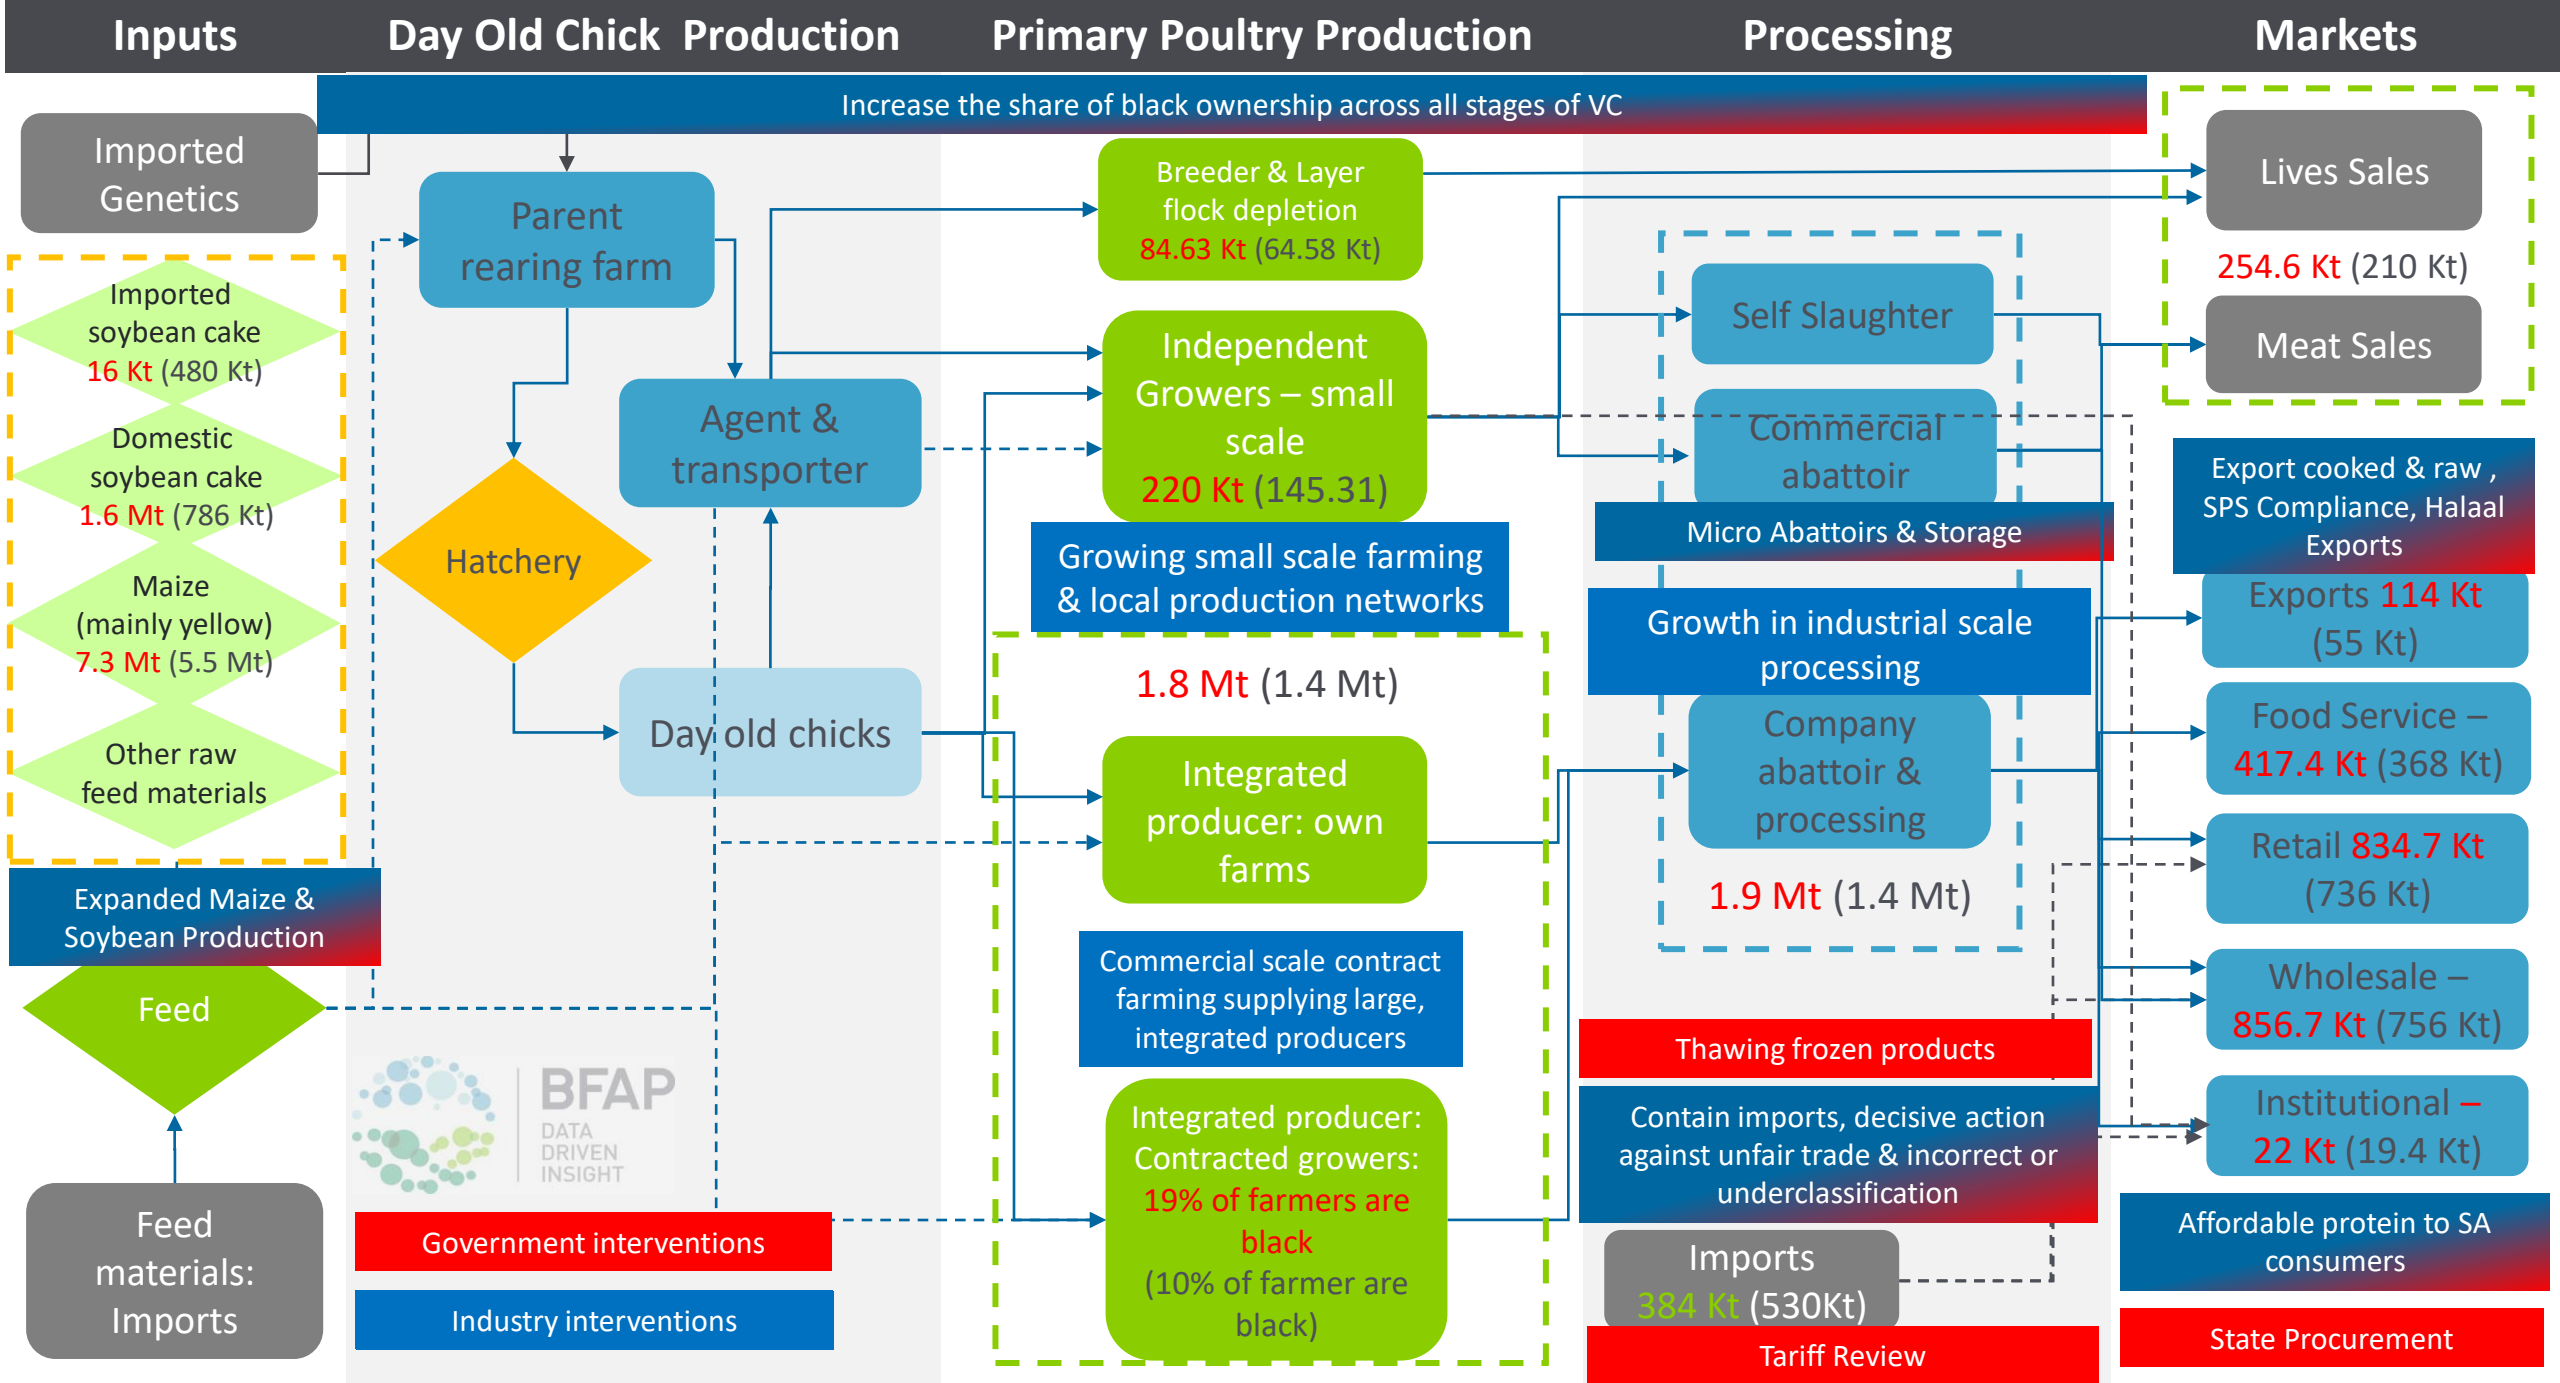 Inputs
Day Old Chick Production
Primary Poultry Production
Processing
Markets
Increase the share of black ownership across all stages of VC
Imported
Genetics
Imported
soybean cake
16 Kt (480 Kt)
Domestic
soybean cake
1.6 Mt (786 Kt)
Maize
(mainly yellow)
7.3 Mt (5.5 Mt)
Other raw
feed materials
Expanded Maize &
Soybean Production
Feed
Feed
materials:
Imports
Parent
rearing farm
Agent &
transporter
Hatchery
Day old chicks
BFAP
DATA
DRIVEN
INSIGHT
Government interventions
Industry interventions
Breeder & Layer
flock depletion
84.63 Kt (64.58 Kt)
Independent
Growers – small
scale
220 Kt (145.31)
Growing small scale farming
& local production networks
1.8 Mt (1.4 Mt)
Integrated
producer: own
farms
Commercial scale contract
farming supplying large,
integrated producers
Integrated producer:
Contracted growers:
19% of farmers are
black
(10% of farmer are
black)
Self Slaughter
Commercial
abattoir
Micro Abattoirs & Storage
Growth in industrial scale
processing
Company
abattoir &
processing
1.9 Mt (1.4 Mt)
Thawing frozen products
Contain imports, decisive action
against unfair trade & incorrect or
underclassification
Imports
384 Kt (530Kt)
Tariff Review
Lives Sales
254.6 Kt (210 Kt)
Meat Sales
Export cooked & raw ,
SPS Compliance, Halaal
Exports
Exports 114 Kt
(55 Kt)
Food Service –
417.4 Kt (368 Kt)
Retail 834.7 Kt
(736 Kt)
Wholesale –
856.7 Kt (756 Kt)
Institutional –
22 Kt (19.4 Kt)
Affordable protein to SA
consumers
State Procurement